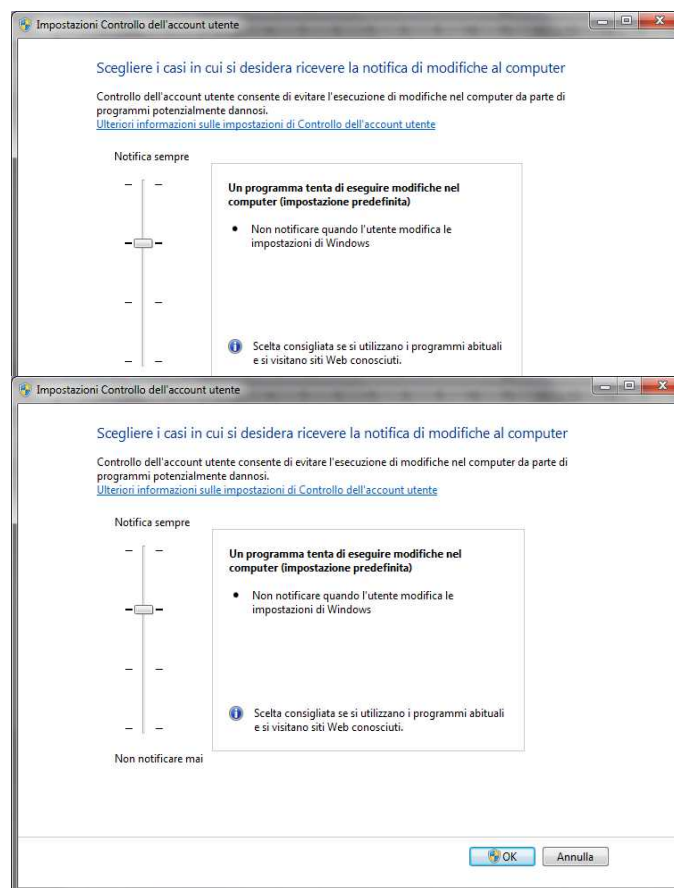 Impostazioni Controllo dell'account utente
Scegliere i casi in cui si desidera ricevere la notifica di modifiche al computer
Controllo dell'account utente consente di evitare l'esecuzione di modifiche nel computer da parte di
programmi potenzialmente dannosi.
Ulteriori informazioni sulle impostazioni di Controllo dell'account utente
Notifica sempre
Un programma tenta di eseguire modifiche nel
computer (impostazione predefinita)
• Non notificare quando l'utente modifica le
impostazioni di Windows
Scelta consigliata se si utilizzano i programmi abituali
e si visitano siti Web conosciuti.
Impostazioni Controllo dell'account utente
Scegliere i casi in cui si desidera ricevere la notifica di modifiche al computer
Controllo dell'account utente consente di evitare l'esecuzione di modifiche nel computer da parte di
programmi potenzialmente dannosi.
Ulteriori informazioni sulle impostazioni di Controllo dell'account utente
Notifica sempre
Un programma tenta di eseguire modifiche nel
computer (impostazione predefinita)
• Non notificare quando l'utente modifica le
impostazioni di Windows
Scelta consigliata se si utilizzano i programmi abituali
e si visitano siti Web conosciuti.
Non notificare mai
OK Annulla